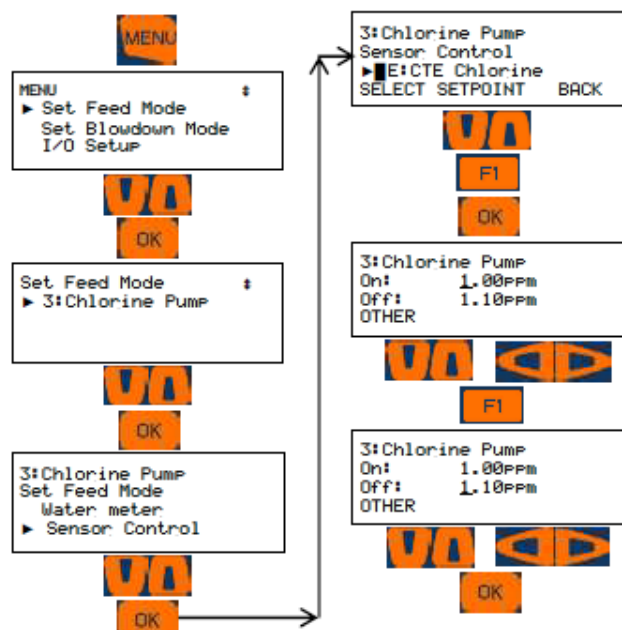 MENU
MENU
Set Feed Mode
Set Blowdown Mode
I/O Setup
OK
Set Feed Mode
3:Chlorine Pump
OK
3:Chlorine Pump
Set Feed Mode
Water meter
Sensor Control
OK
3:Chlorine Pump
Sensor Control
E:CTE Chlorine
SELECT SETPOINT BACK
F1
OK
3:Chlorine Pump
On: 1.00ppm
Off: 1.10ppm
OTHER
F1
3:Chlorine Pump
On: 1.00ppm
Off: 1.10ppm
OTHER
OK